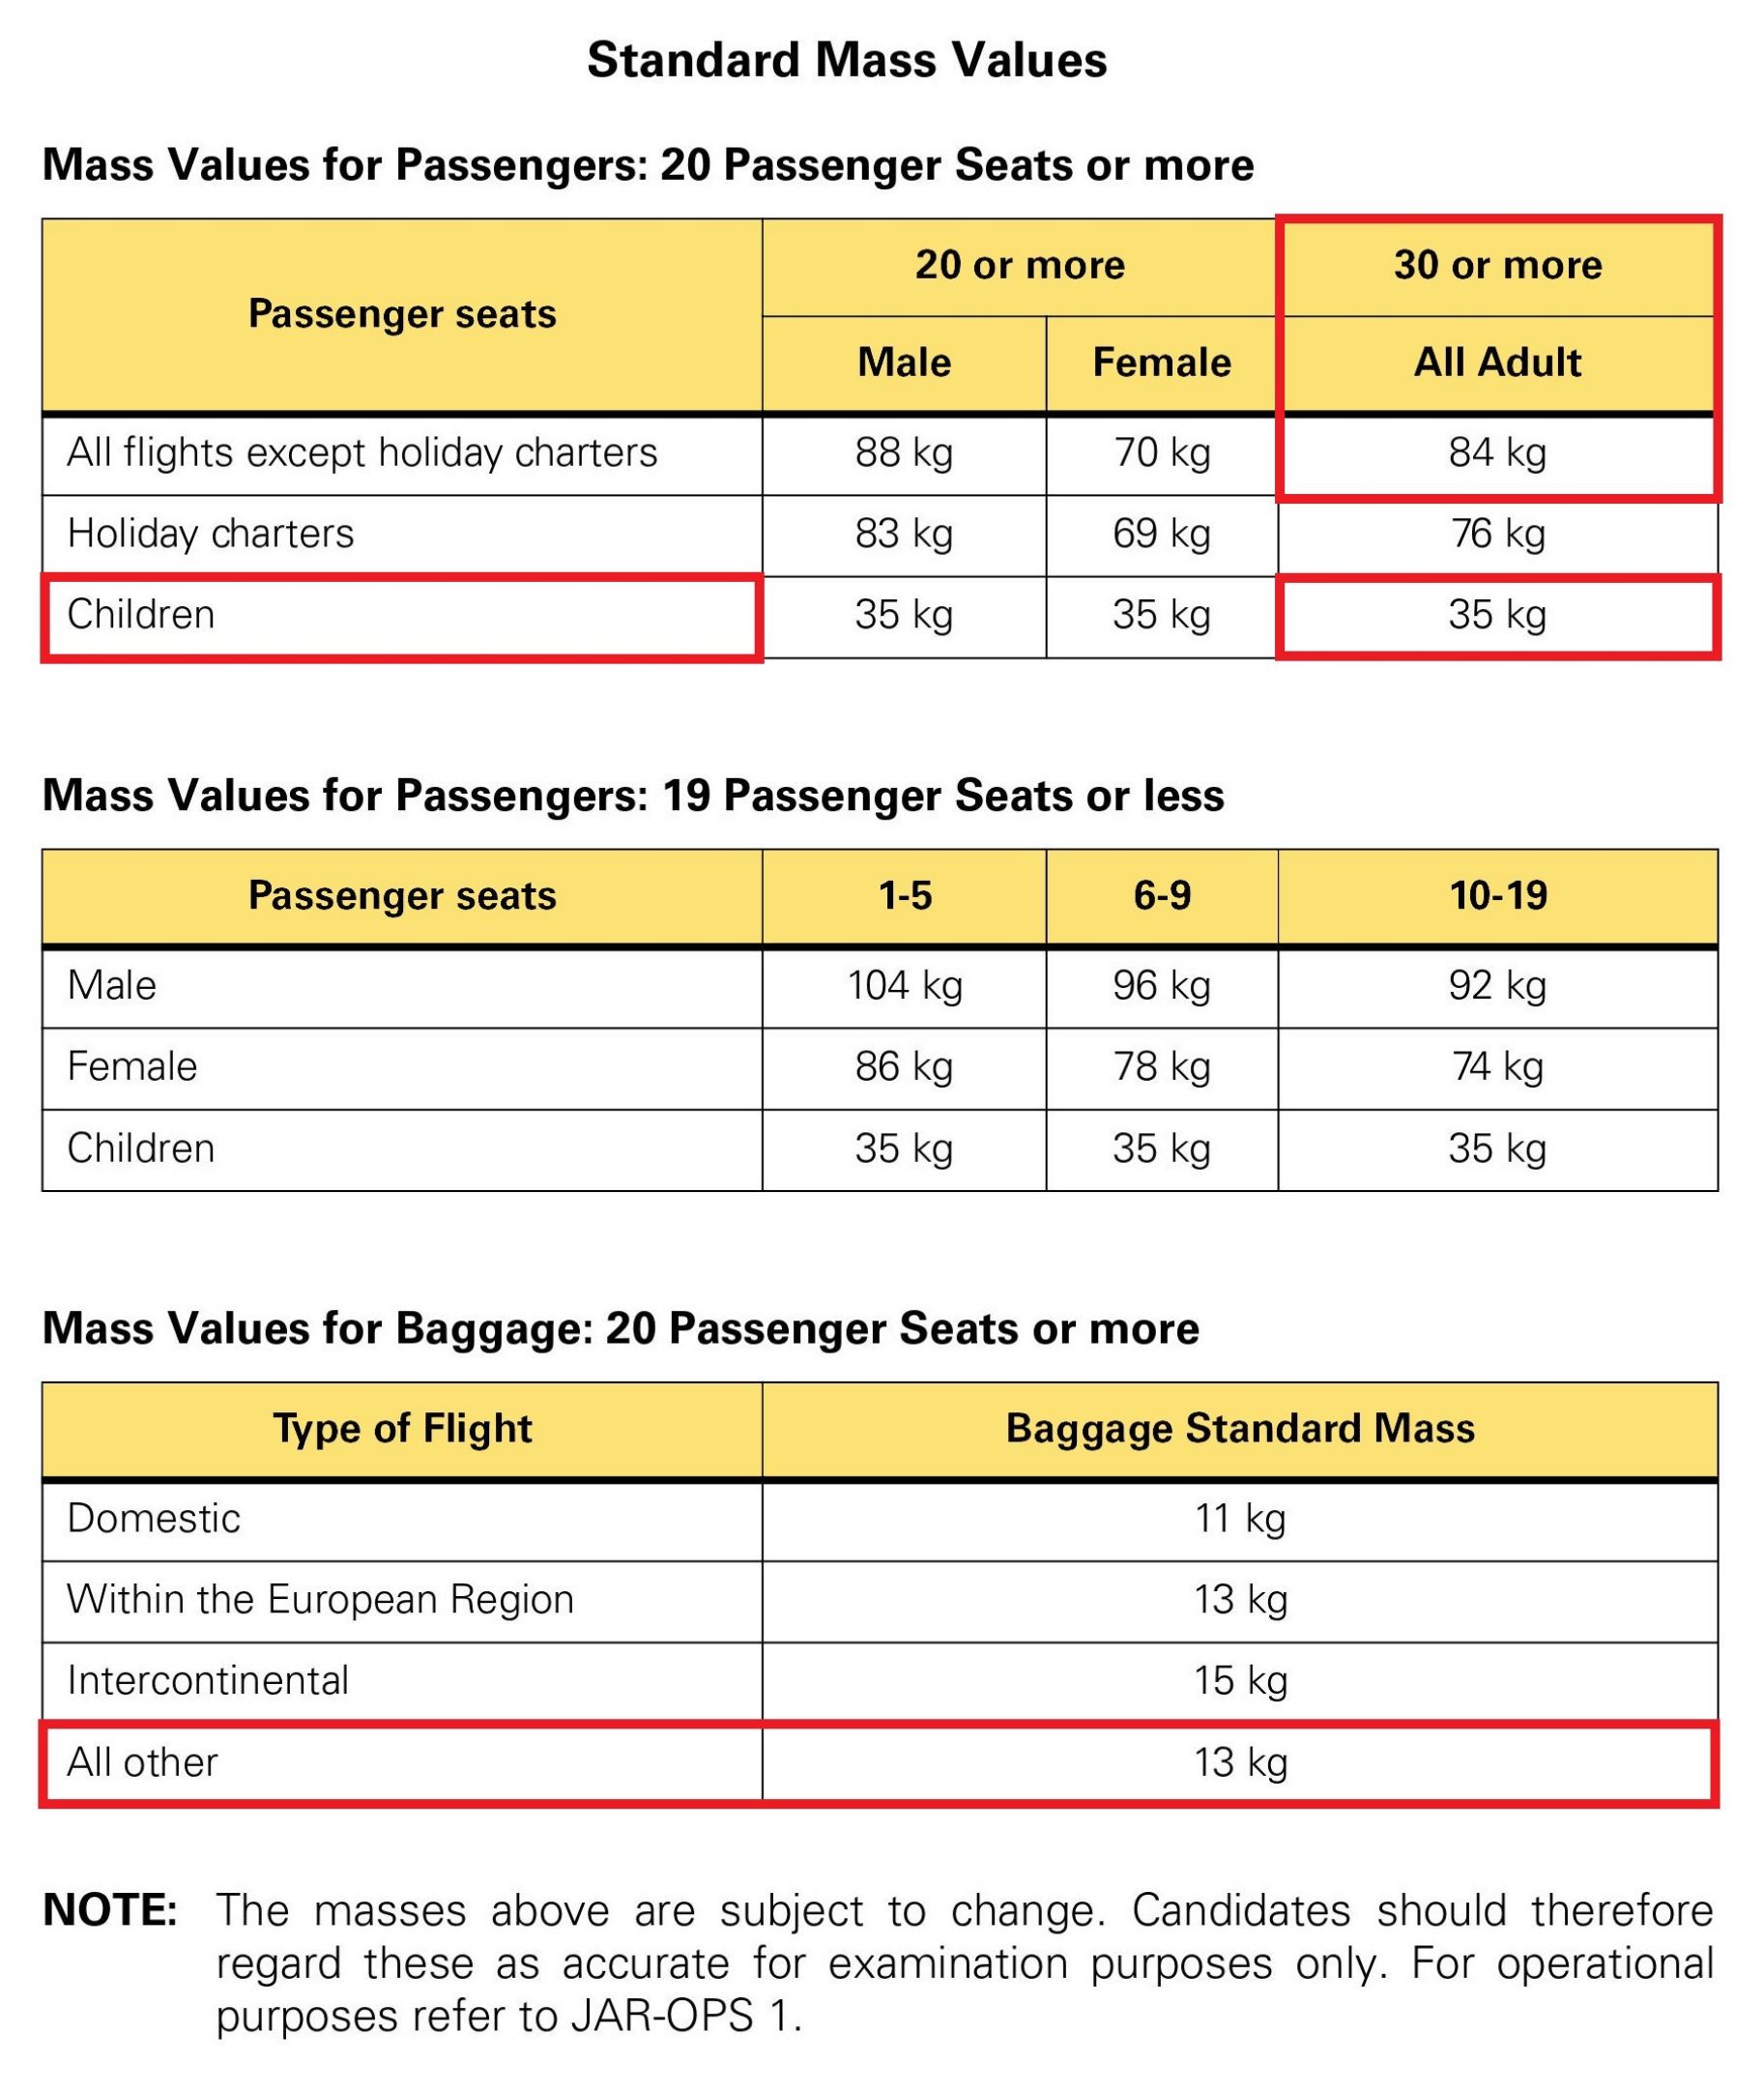 Standard Mass Values
Mass Values for Passengers: 20 Passenger Seats or more
Passenger seats 20 or more 30 or more
Male Female All Adult
All flights except holiday charters 88 kg 70 kg 84 kg
Holiday charters 83 kg 69 kg 76 kg
Children 35 kg 35 kg 35 kg
Mass Values for Passengers: 19 Passenger Seats or less
Passenger seats 1-5 6-9 10-19
Male 104 kg 96 kg 92 kg
Female 86 kg 78 kg 74 kg
Children 35 kg 35 kg 35 kg
Mass Values for Baggage: 20 Passenger Seats or more
Type of Flight Baggage Standard Mass
Domestic 11 kg
Within the European Region 13 kg
Intercontinental 15 kg
All other 13 kg
NOTE: The masses above are subject to change. Candidates should therefore
regard these as accurate for examination purposes only. For operational
purposes refer to JAR-OPS 1.